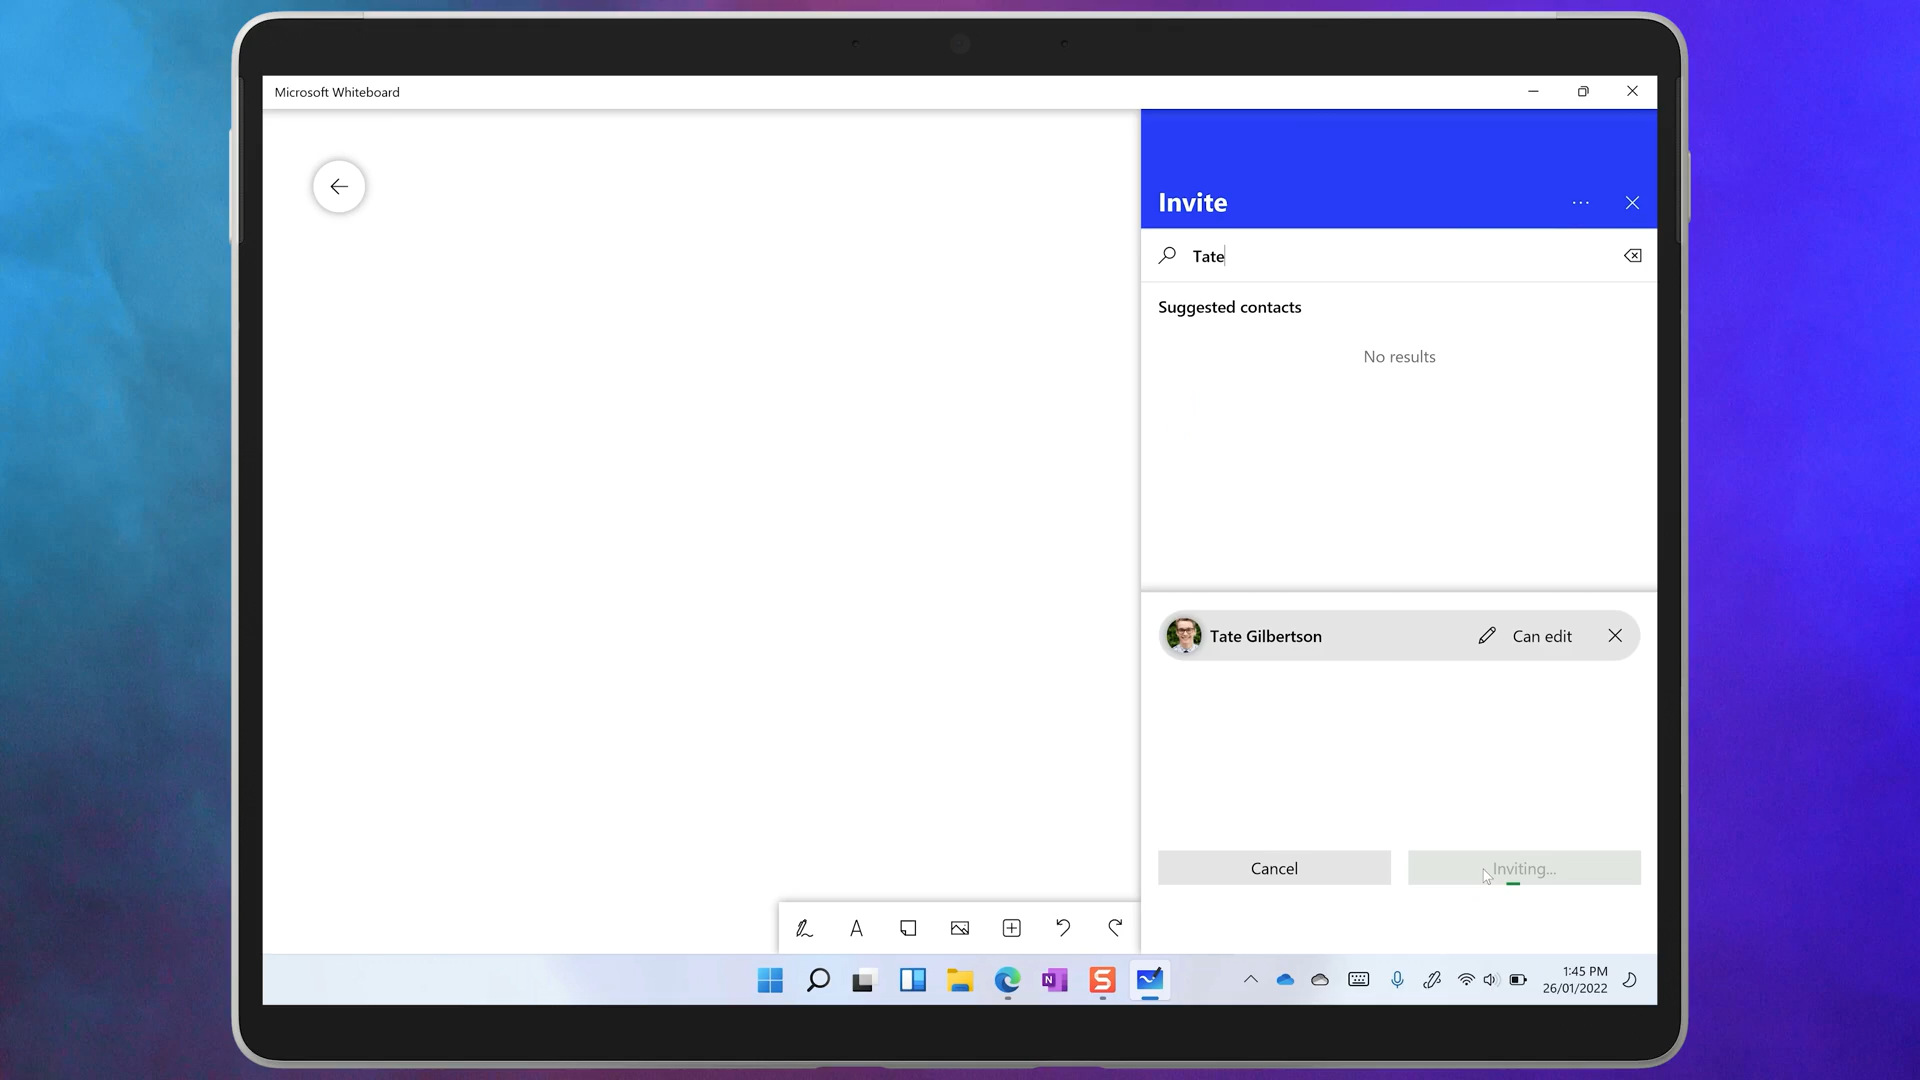 Microsoft Whiteboard
Invite
Tate
Suggested contacts
No results
Tate Gilbertson
Can edit
Cancel
Inviting...
N
S
1:45 PM
26/01/2022